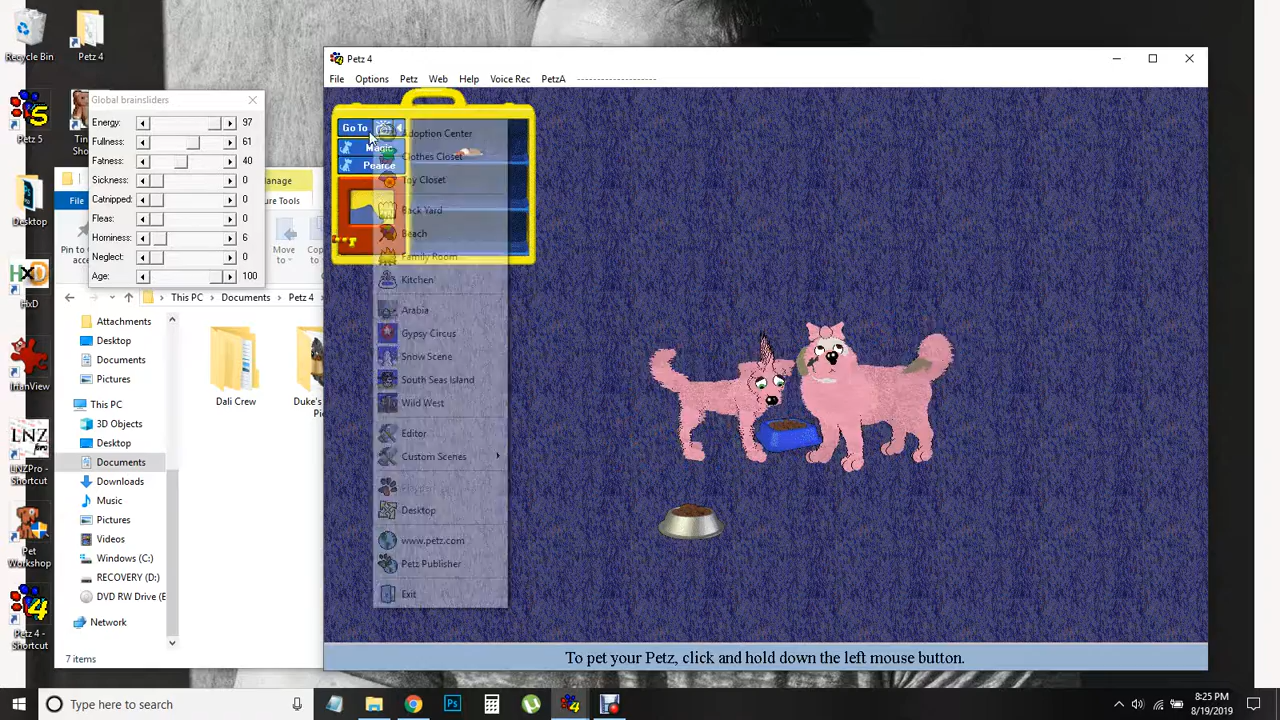 Recycle Bin
Petz 4
Petz 5
Desktop
HxD
IrfanView
LNZPro - Shortcut
Pet Workshop
Petz 4 - Shortcut
Global brainsliders
Energy: 97
Fullness: 61
Fatness: 40
Sickness: 0
Catnipped: 0
Fleas: 0
Horniness: 6
Neglect: 0
Age: 100
File
Pin to
Move
to
This PC > Documents > Petz 4
Attachments
Desktop
Documents
Pictures
This PC
3D Objects
Desktop
Documents
Downloads
Music
Pictures
Videos
Windows (C:)
RECOVERY (D:)
DVD RW Drive (E
Network
Dali Crew
Duke's
7 items
Petz 4
File Options Petz Web Help Voice Rec PetzA --------------------
Go To
Magic
Pearce
Adoption Center
Clothes Closet
Toy Closet
Back Yard
Beach
Family Room
Kitchen
Arabia
Gypsy Circus
Snow Scene
South Seas Island
Wild West
Editor
Custom Scenes
Desktop
www.petz.com
Petz Publisher
Exit
To pet your Petz, click and hold down the left mouse button.
Type here to search
Ps
8:25 PM
8/19/2019